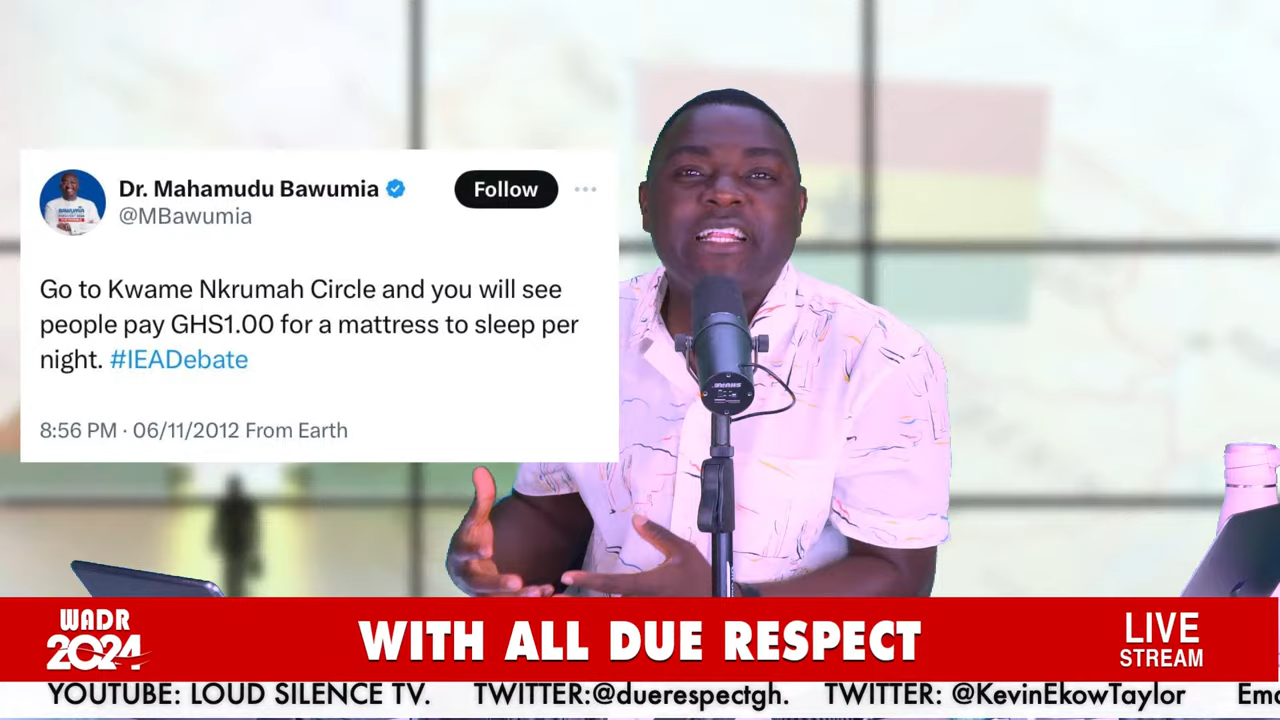 Dr. Mahamudu Bawumia
@MBawumia
Follow
Go to Kwame Nkrumah Circle and you will see
people pay GHS1.00 for a mattress to sleep per
night. #IEADebate
8:56 PM · 06/11/2012 From Earth
SHURE
WADR
2024
WITH ALL DUE RESPECT
LIVE
STREAM
YOUTUBE: LOUD SILENCE TV. TWITTER:@duerespectgh. TWITTER: @KevinEkowTaylor Ema